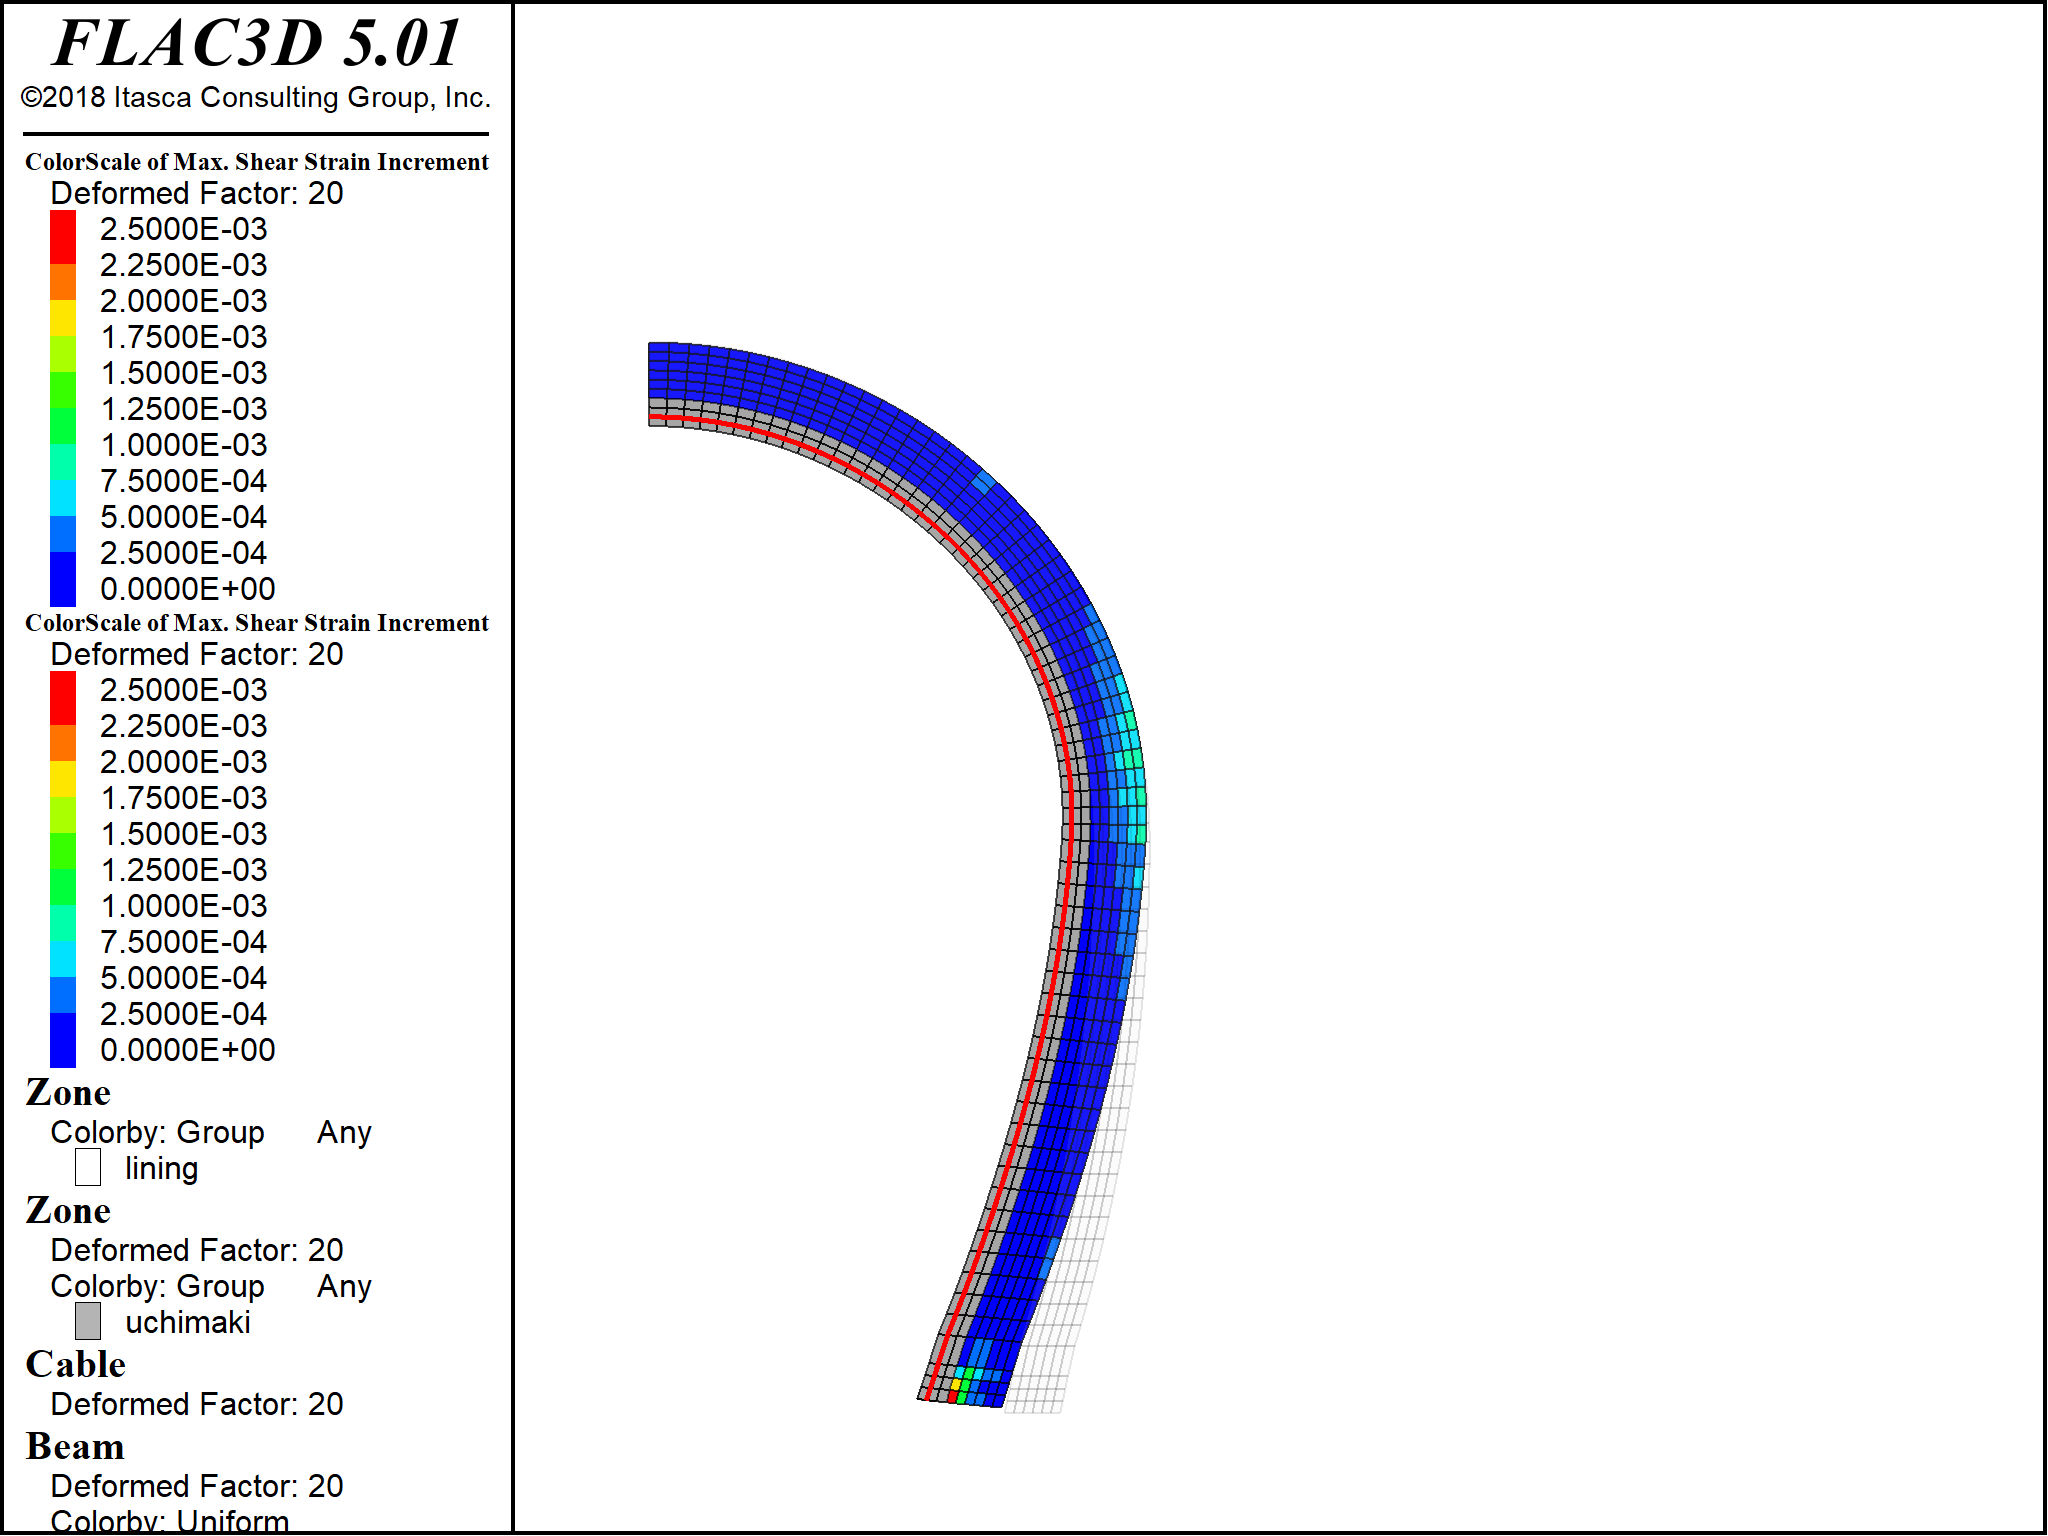 FLAC3D 5.01
©2018 Itasca Consulting Group, Inc.
ColorScale of Max. Shear Strain Increment
Deformed Factor: 20
2.5000E-03
2.2500E-03
2.0000E-03
1.7500E-03
1.5000E-03
1.2500E-03
1.0000E-03
7.5000E-04
5.0000E-04
2.5000E-04
0.0000E+00
ColorScale of Max. Shear Strain Increment
Deformed Factor: 20
2.5000E-03
2.2500E-03
2.0000E-03
1.7500E-03
1.5000E-03
1.2500E-03
1.0000E-03
7.5000E-04
5.0000E-04
2.5000E-04
0.0000E+00
Zone
Colorby: Group Any
lining
Zone
Deformed Factor: 20
Colorby: Group Any
uchimaki
Cable
Deformed Factor: 20
Beam
Deformed Factor: 20
Colorby: Uniform